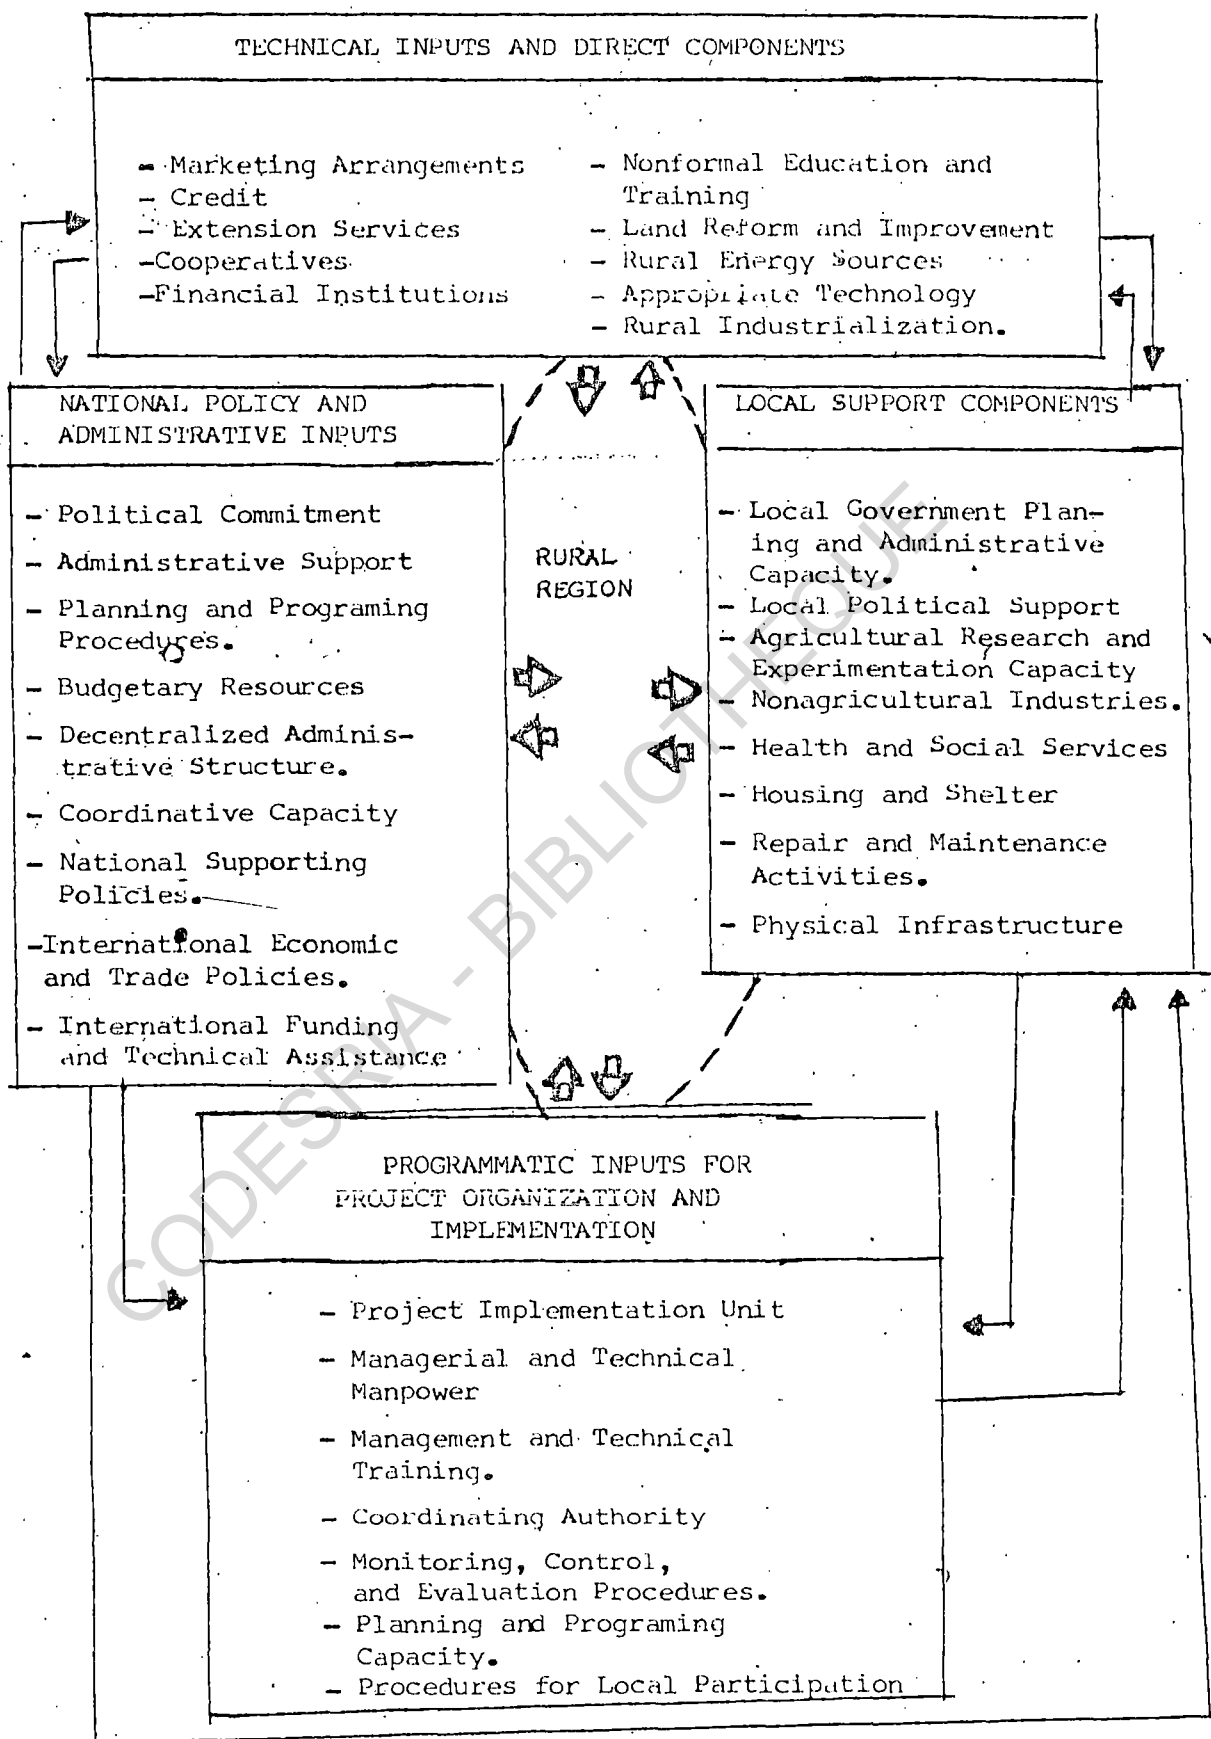 TECHNICAL INPUTS AND DIRECT COMPONENTS
- Marketing Arrangements
- Credit
- Extension Services
-Cooperatives
-Financial Institutions
- Nonformal Education and
Training
- Land Reform and Improvement
- Rural Energy Sources
- Appropriate Technology
- Rural Industrialization.
NATIONAL POLICY AND
ADMINISTRATIVE INPUTS
- Political Commitment
- Administrative Support
- Planning and Programing
Procedures.
- Budgetary Resources
- Decentralized Adminis-
trative Structure.
- Coordinative Capacity
- National Supporting
Policies.
-International Economic
and Trade Policies.
- International Funding
and Technical Assistance
RURAL
REGION
LOCAL SUPPORT COMPONENTS
- Local Government Plan-
ing and Administrative
Capacity.
- Local Political Support
- Agricultural Research and
Experimentation Capacity
- Nonagricultural Industries.
- Health and Social Services
- Housing and Shelter
- Repair and Maintenance
Activities.
- Physical Infrastructure
PROGRAMMATIC INPUTS FOR
PROJECT ORGANIZATION AND
IMPLEMENTATION
- Project Implementation Unit
- Managerial and Technical
Manpower
- Management and Technical
Training.
- Coordinating Authority
- Monitoring, Control,
and Evaluation Procedures.
- Planning and Programing
Capacity.
- Procedures for Local Participation
CODESRIA - BIBLIOTHEQUE